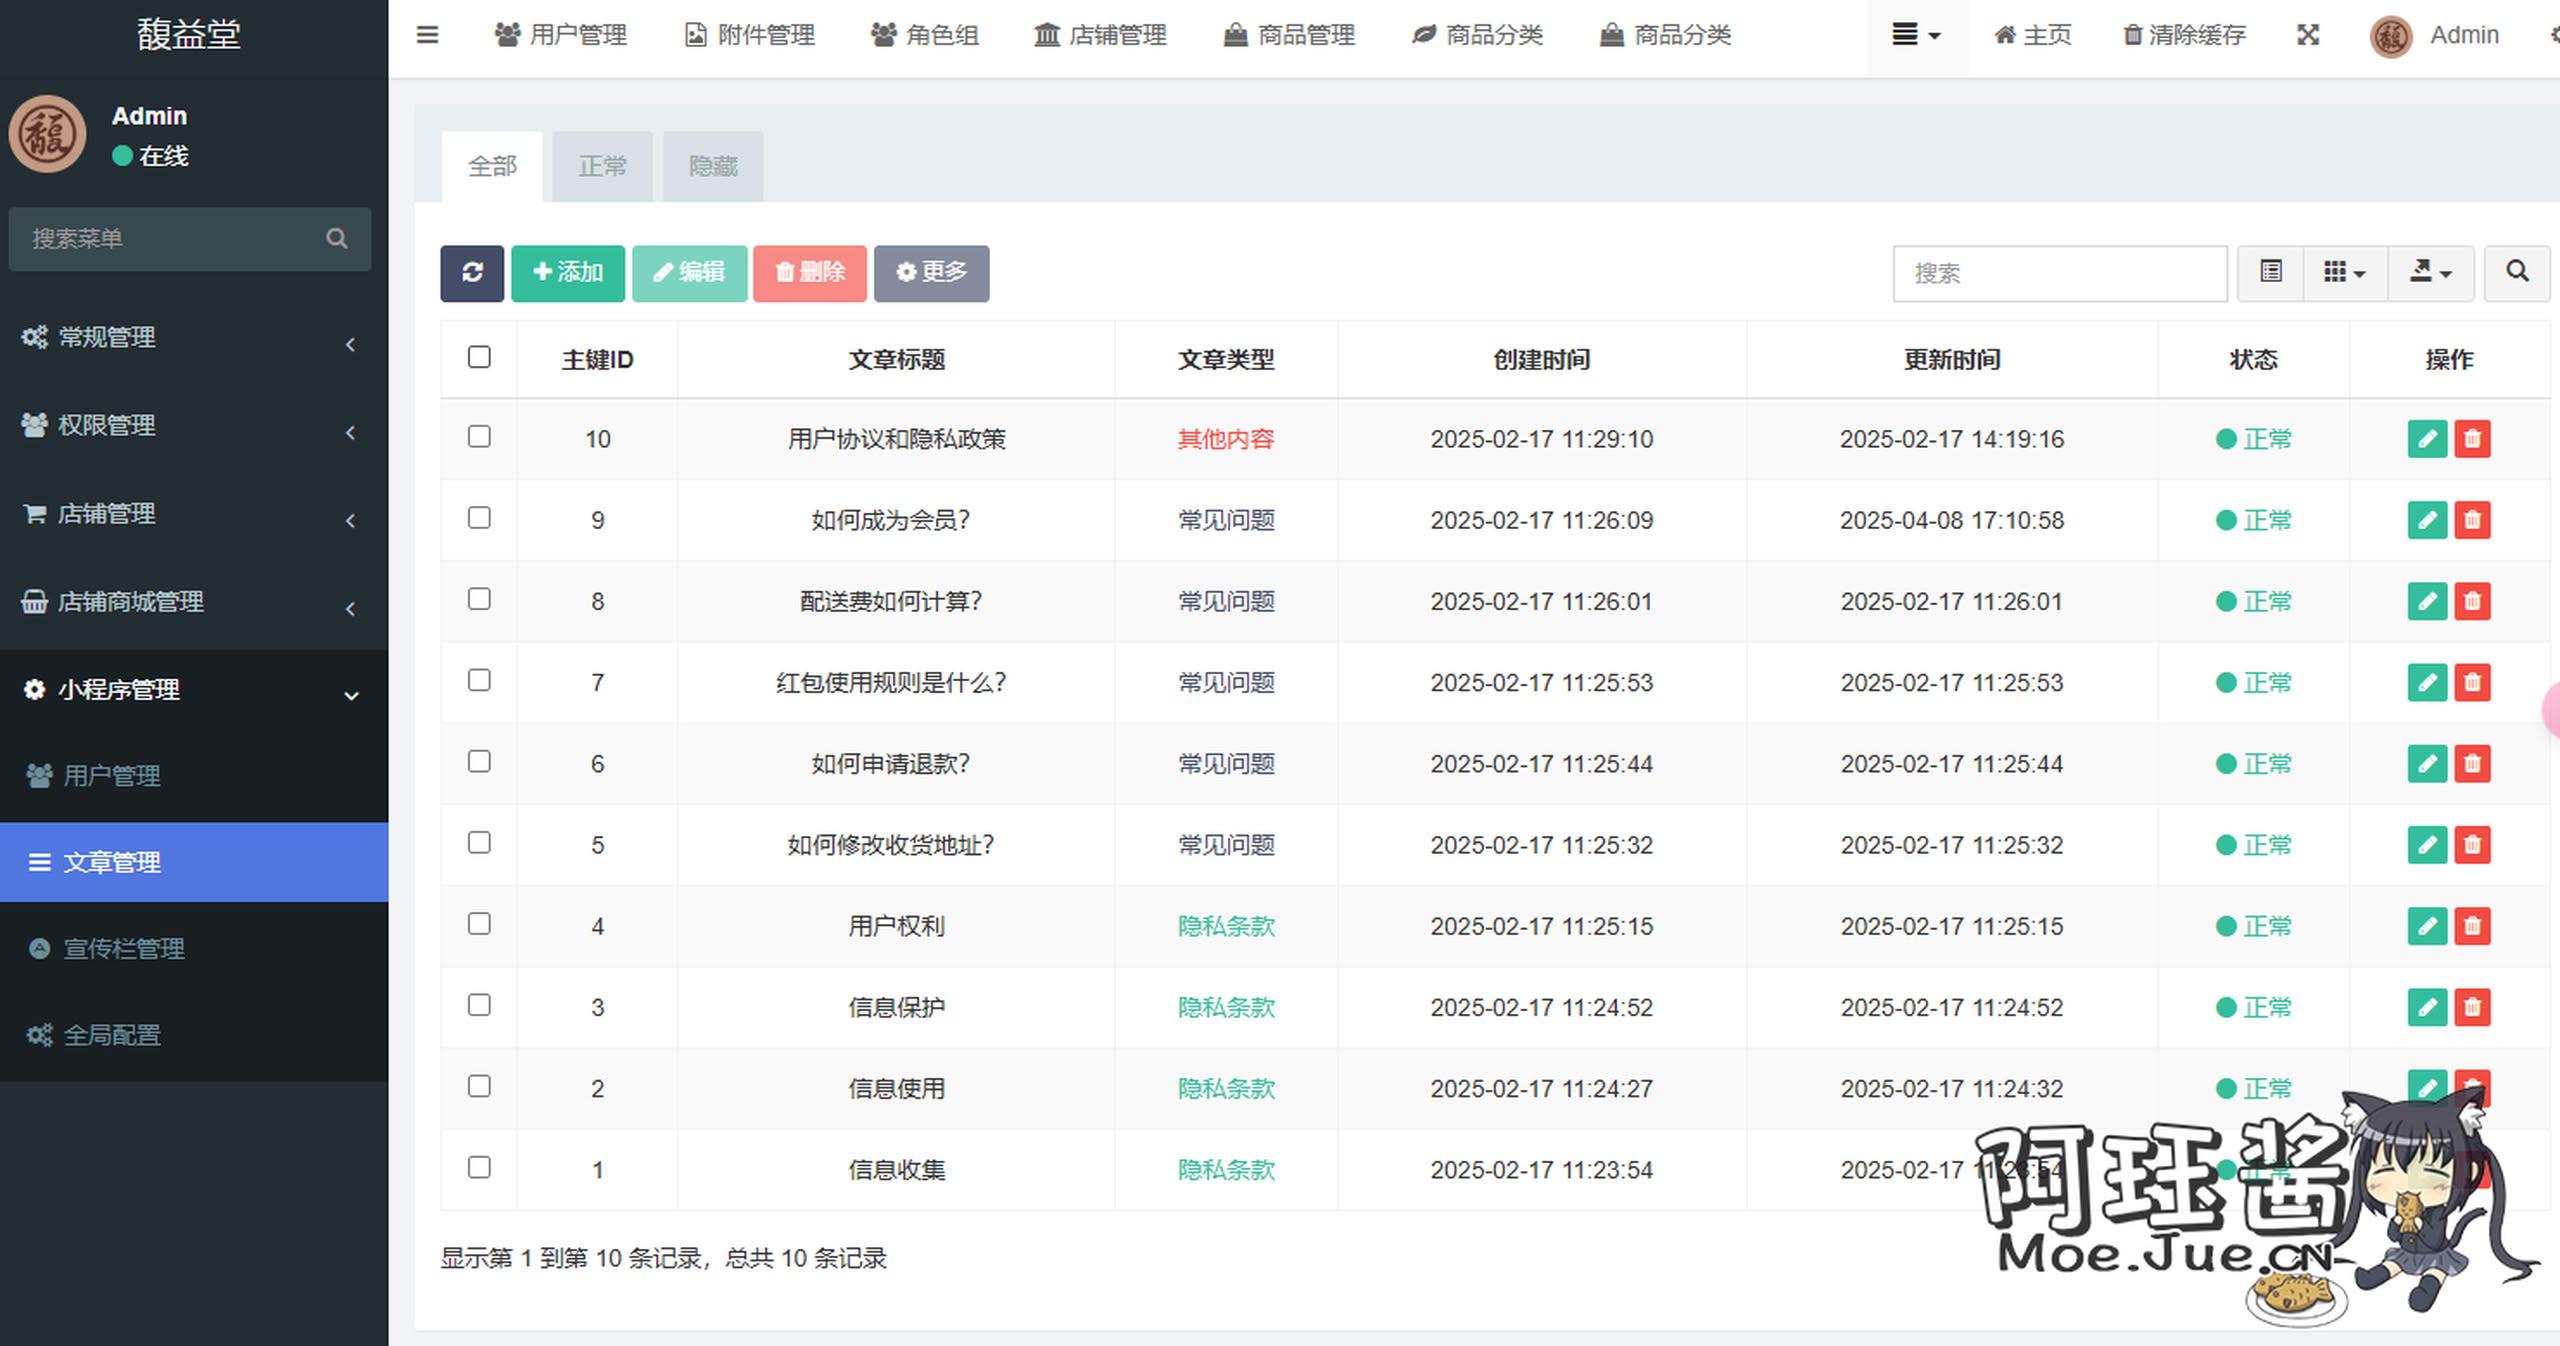 馥益堂
用户管理 附件管理 角色组 店铺管理 商品管理 商品分类 商品分类 主页 清除缓存 Admin
Admin
在线
搜索菜单
常规管理
权限管理
店铺管理
店铺商城管理
小程序管理
用户管理
文章管理
宣传栏管理
全局配置
全部 正常 隐藏
添加 编辑 删除 更多 搜索
主键ID 文章标题 文章类型 创建时间 更新时间 状态 操作
10 用户协议和隐私政策 其他内容 2025-02-17 11:29:10 2025-02-17 14:19:16 正常
9 如何成为会员? 常见问题 2025-02-17 11:26:09 2025-04-08 17:10:58 正常
8 配送费如何计算? 常见问题 2025-02-17 11:26:01 2025-02-17 11:26:01 正常
7 红包使用规则是什么? 常见问题 2025-02-17 11:25:53 2025-02-17 11:25:53 正常
6 如何申请退款? 常见问题 2025-02-17 11:25:44 2025-02-17 11:25:44 正常
5 如何修改收货地址? 常见问题 2025-02-17 11:25:32 2025-02-17 11:25:32 正常
4 用户权利 隐私条款 2025-02-17 11:25:15 2025-02-17 11:25:15 正常
3 信息保护 隐私条款 2025-02-17 11:24:52 2025-02-17 11:24:52 正常
2 信息使用 隐私条款 2025-02-17 11:24:27 2025-02-17 11:24:32 正常
1 信息收集 隐私条款 2025-02-17 11:23:54 2025-02-17 11:23:54 正常
显示第 1 到第 10 条记录，总共 10 条记录
阿珏酱
Moe.Jue.CN